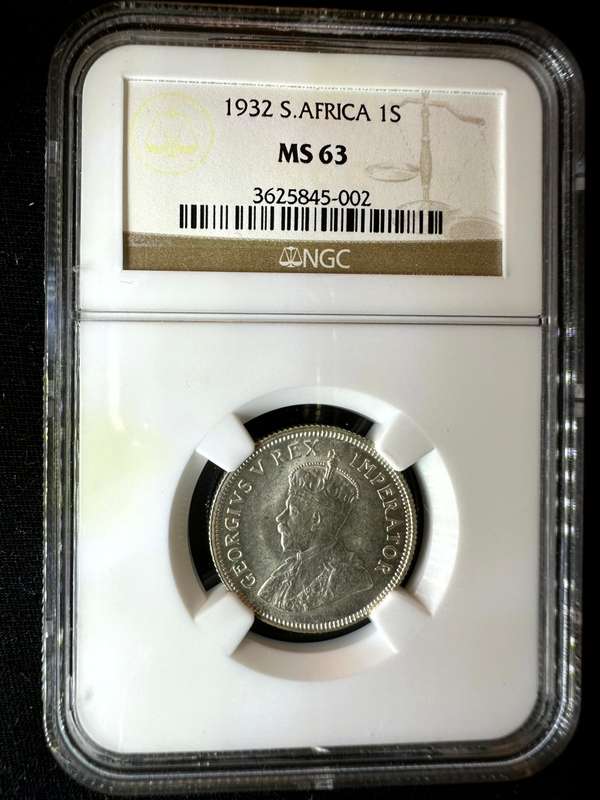 1932 S.AFRICA 1S
MS 63
3625845-002
NGC
GEORGIVS V REX IMPERATOR